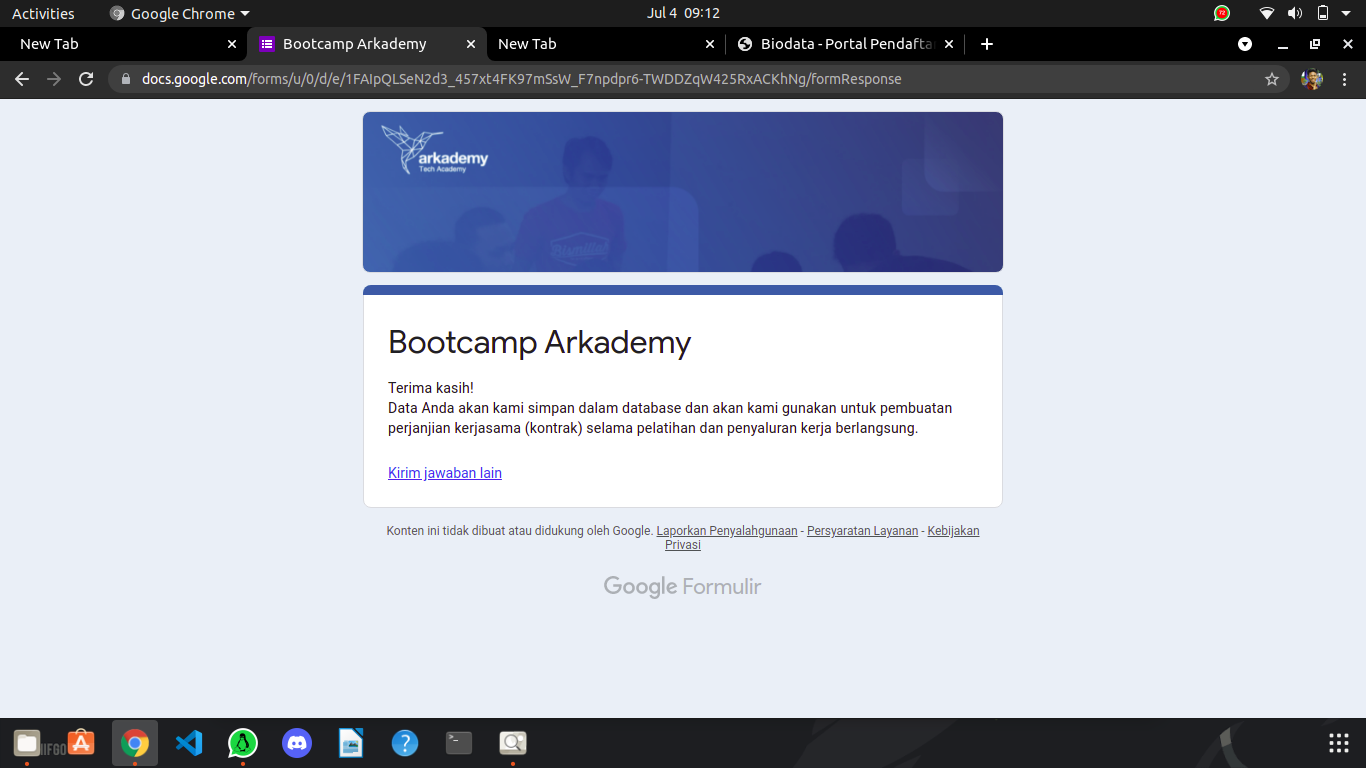 Activities
Google Chrome
Jul 4 09:12
72
New Tab
Bootcamp Arkademy
New Tab
Biodata - Portal Pendafta
docs.google.com/forms/u/0/d/e/1FAIpQLSeN2d3_457xt4FK97mSsW_F7npdpr6-TWDDZqW425RxACKhNg/formResponse
arkademy
Tech Academy
Bismillah
Bootcamp Arkademy
Terima kasih!
Data Anda akan kami simpan dalam database dan akan kami gunakan untuk pembuatan
perjanjian kerjasama (kontrak) selama pelatihan dan penyaluran kerja berlangsung.
Kirim jawaban lain
Konten ini tidak dibuat atau didukung oleh Google. Laporkan Penyalahgunaan - Persyaratan Layanan - Kebijakan
Privasi
Google Formulir